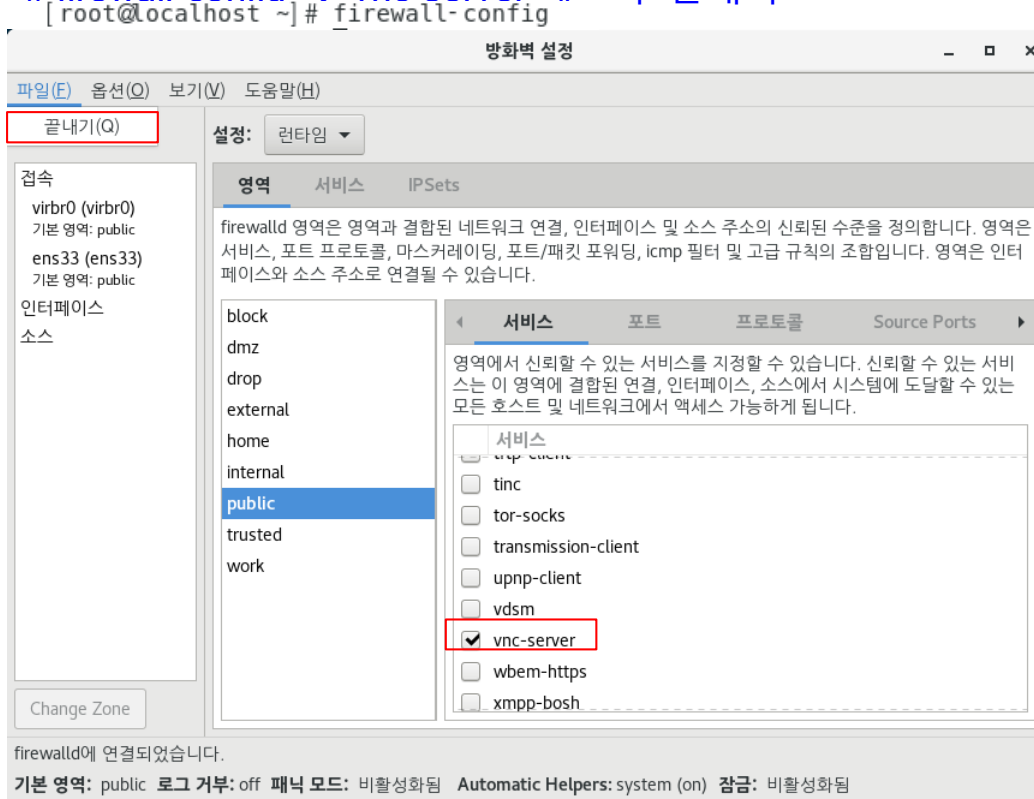 [root@localhost ~]# firewall-config
방화벽 설정
파일(F) 옵션(O) 보기(V) 도움말(H)
끝내기(Q)
설정: 런타임
접속
virbr0 (virbr0)
기본 영역: public
ens33 (ens33)
기본 영역: public
인터페이스
소스
영역 서비스 IPSets
firewalld 영역은 영역과 결합된 네트워크 연결, 인터페이스 및 소스 주소의 신뢰된 수준을 정의합니다. 영역은
서비스, 포트 프로토콜, 마스커레이딩, 포트/패킷 포워딩, icmp 필터 및 고급 규칙의 조합입니다. 영역은 인터
페이스와 소스 주소로 연결될 수 있습니다.
block
dmz
drop
external
home
internal
public
trusted
work
서비스 포트 프로토콜 Source Ports
영역에서 신뢰할 수 있는 서비스를 지정할 수 있습니다. 신뢰할 수 있는 서비
스는 이 영역에 결합된 연결, 인터페이스, 소스에서 시스템에 도달할 수 있는
모든 호스트 및 네트워크에서 액세스 가능하게 됩니다.
서비스
tinc
tor-socks
transmission-client
upnp-client
vdsm
vnc-server
wbem-https
xmpp-bosh
Change Zone
firewalld에 연결되었습니다.
기본 영역: public 로그 거부: off 패닉 모드: 비활성화됨 Automatic Helpers: system (on) 잠금: 비활성화됨